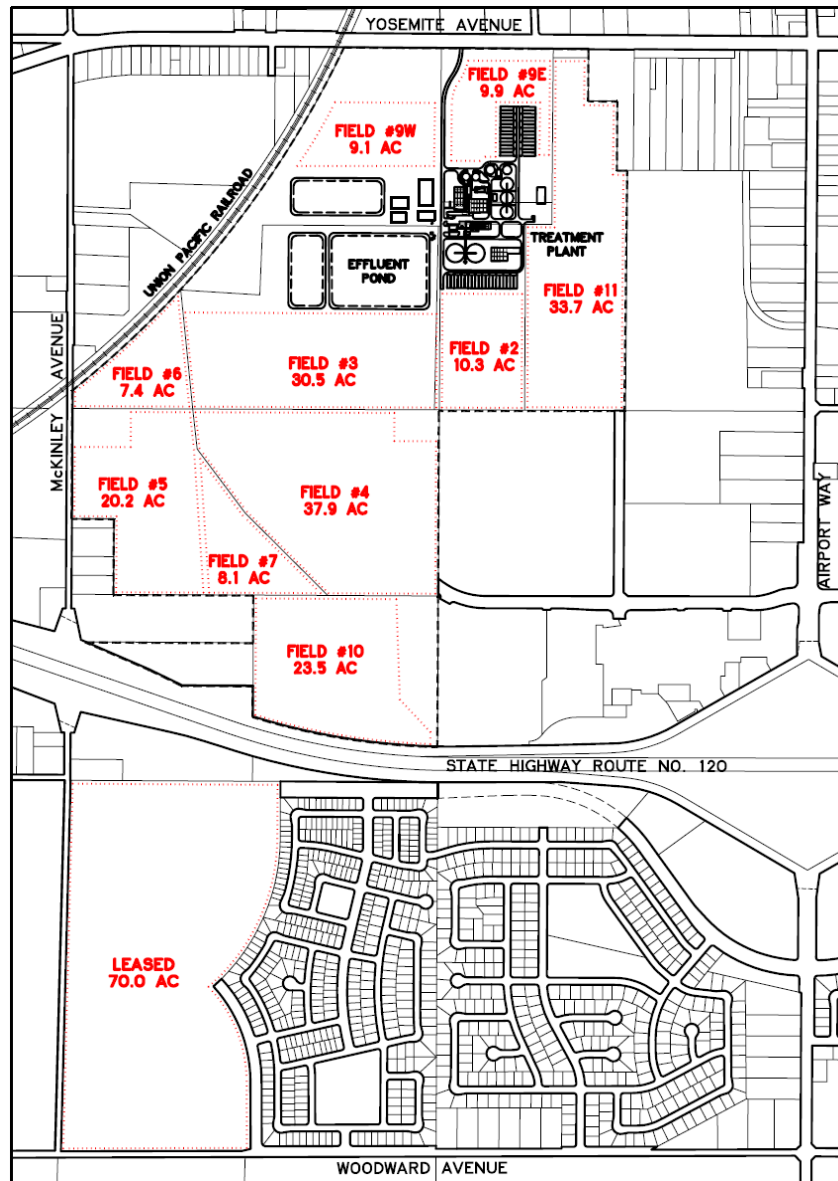 YOSEMITE AVENUE
FIELD #9E
9.9 AC
FIELD #9W
9.1 AC
UNION PACIFIC RAILROAD
TREATMENT
PLANT
EFFLUENT
POND
FIELD #11
33.7 AC
McKINLEY AVENUE
FIELD #6
7.4 AC
FIELD #3
30.5 AC
FIELD #2
10.3 AC
FIELD #5
20.2 AC
FIELD #4
37.9 AC
AIRPORT WAY
FIELD #7
8.1 AC
FIELD #10
23.5 AC
STATE HIGHWAY ROUTE NO. 120
LEASED
70.0 AC
WOODWARD AVENUE